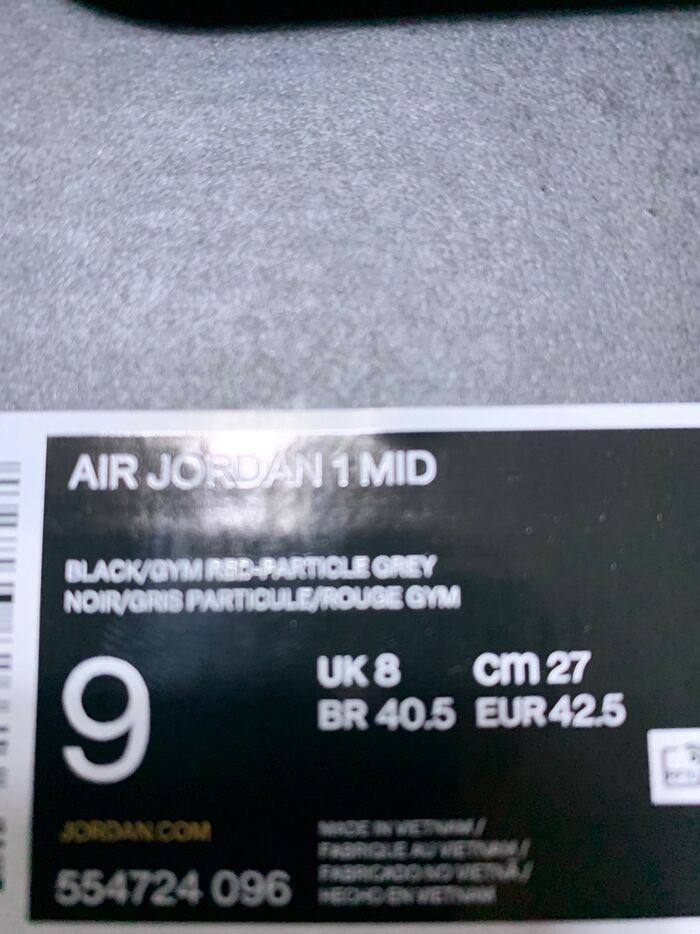 AIR JORDAN 1 MID
BLACK/GYM RED-PARTICLE GREY
NOIR/GRIS PARTICULE/ROUGE GYM
9
UK 8 cm 27
BR 40.5 EUR 42.5
JORDAN.COM
554724 096
MADE IN VIETNAM /
FABRIQUE AU VIETNAM /
FABRICADO NO VIETNÃ /
HECHO EN VIETNAM